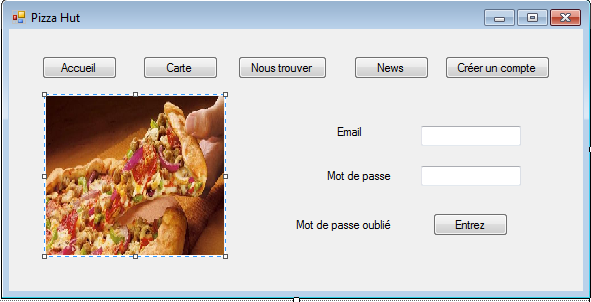 Pizza Hut
Accueil Carte Nous trouver News Créer un compte
Email
Mot de passe
Mot de passe oublié Entrez